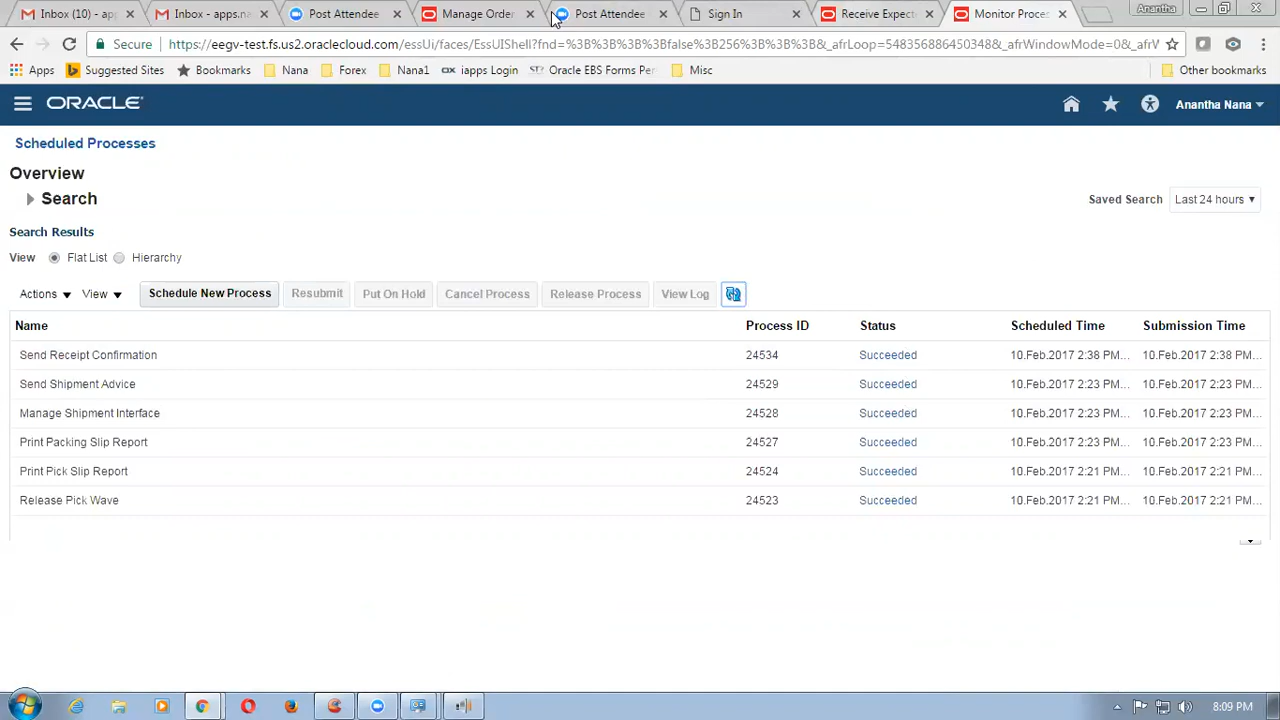 Inbox (10) - app
Inbox - apps.na
Post Attendee
Manage Order
Post Attendee
Sign In
Receive Expect
Monitor Proces
Anantha
Secure
https://eegv-test.fs.us2.oraclecloud.com/essUi/faces/EssUIShell?fnd=%3B%3B%3B%3Bfalse%3B256%3B%3B%3B&_afrLoop=548356886450348&_afrWindowMode=0&_afrW
Apps
Suggested Sites
Bookmarks
Nana
Forex
Nana1
iapps Login
Oracle EBS Forms Per
Misc
Other bookmarks
ORACLE
Anantha Nana
Scheduled Processes
Overview
Search
Saved Search Last 24 hours
Search Results
View Flat List Hierarchy
Actions View Schedule New Process Resubmit Put On Hold Cancel Process Release Process View Log
Name Process ID Status Scheduled Time Submission Time
Send Receipt Confirmation 24534 Succeeded 10.Feb.2017 2:38 PM... 10.Feb.2017 2:38 PM...
Send Shipment Advice 24529 Succeeded 10.Feb.2017 2:23 PM... 10.Feb.2017 2:23 PM...
Manage Shipment Interface 24528 Succeeded 10.Feb.2017 2:23 PM... 10.Feb.2017 2:23 PM...
Print Packing Slip Report 24527 Succeeded 10.Feb.2017 2:23 PM... 10.Feb.2017 2:23 PM...
Print Pick Slip Report 24524 Succeeded 10.Feb.2017 2:21 PM... 10.Feb.2017 2:21 PM...
Release Pick Wave 24523 Succeeded 10.Feb.2017 2:21 PM... 10.Feb.2017 2:21 PM...
8:09 PM